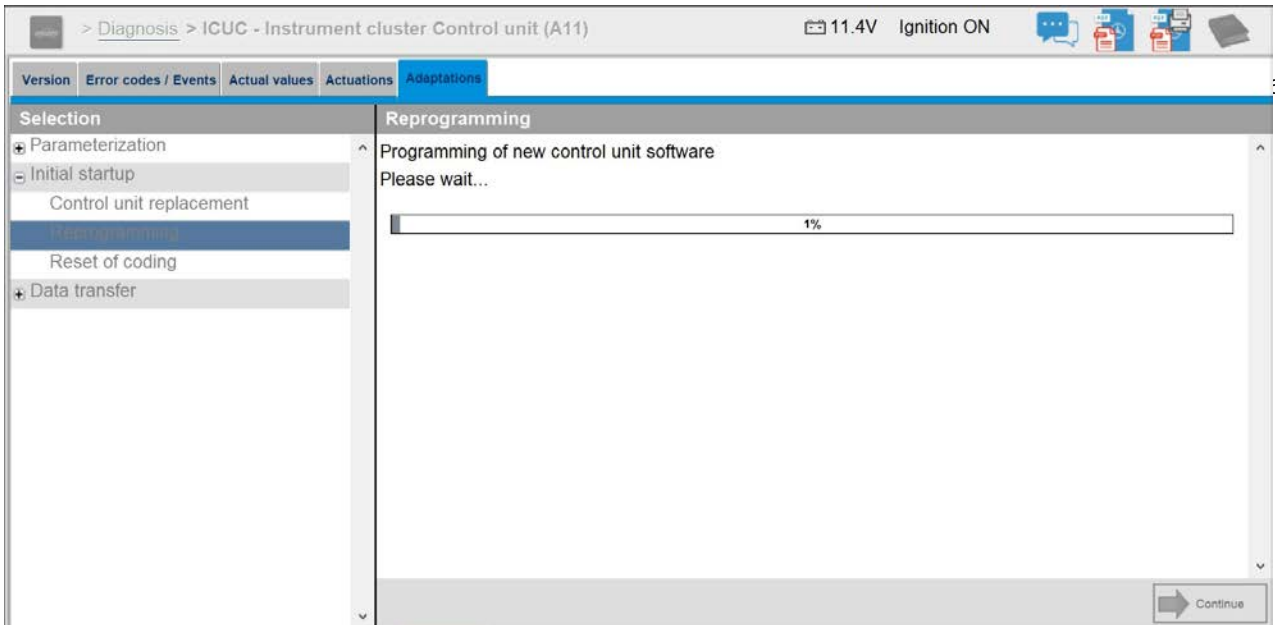 > Diagnosis > ICUC - Instrument cluster Control unit (A11) 11.4V Ignition ON
Version Error codes / Events Actual values Actuations Adaptations
Selection
Reprogramming
Parameterization
Initial startup
Control unit replacement
Reprogramming
Reset of coding
Data transfer
Programming of new control unit software
Please wait...
1%
Continue